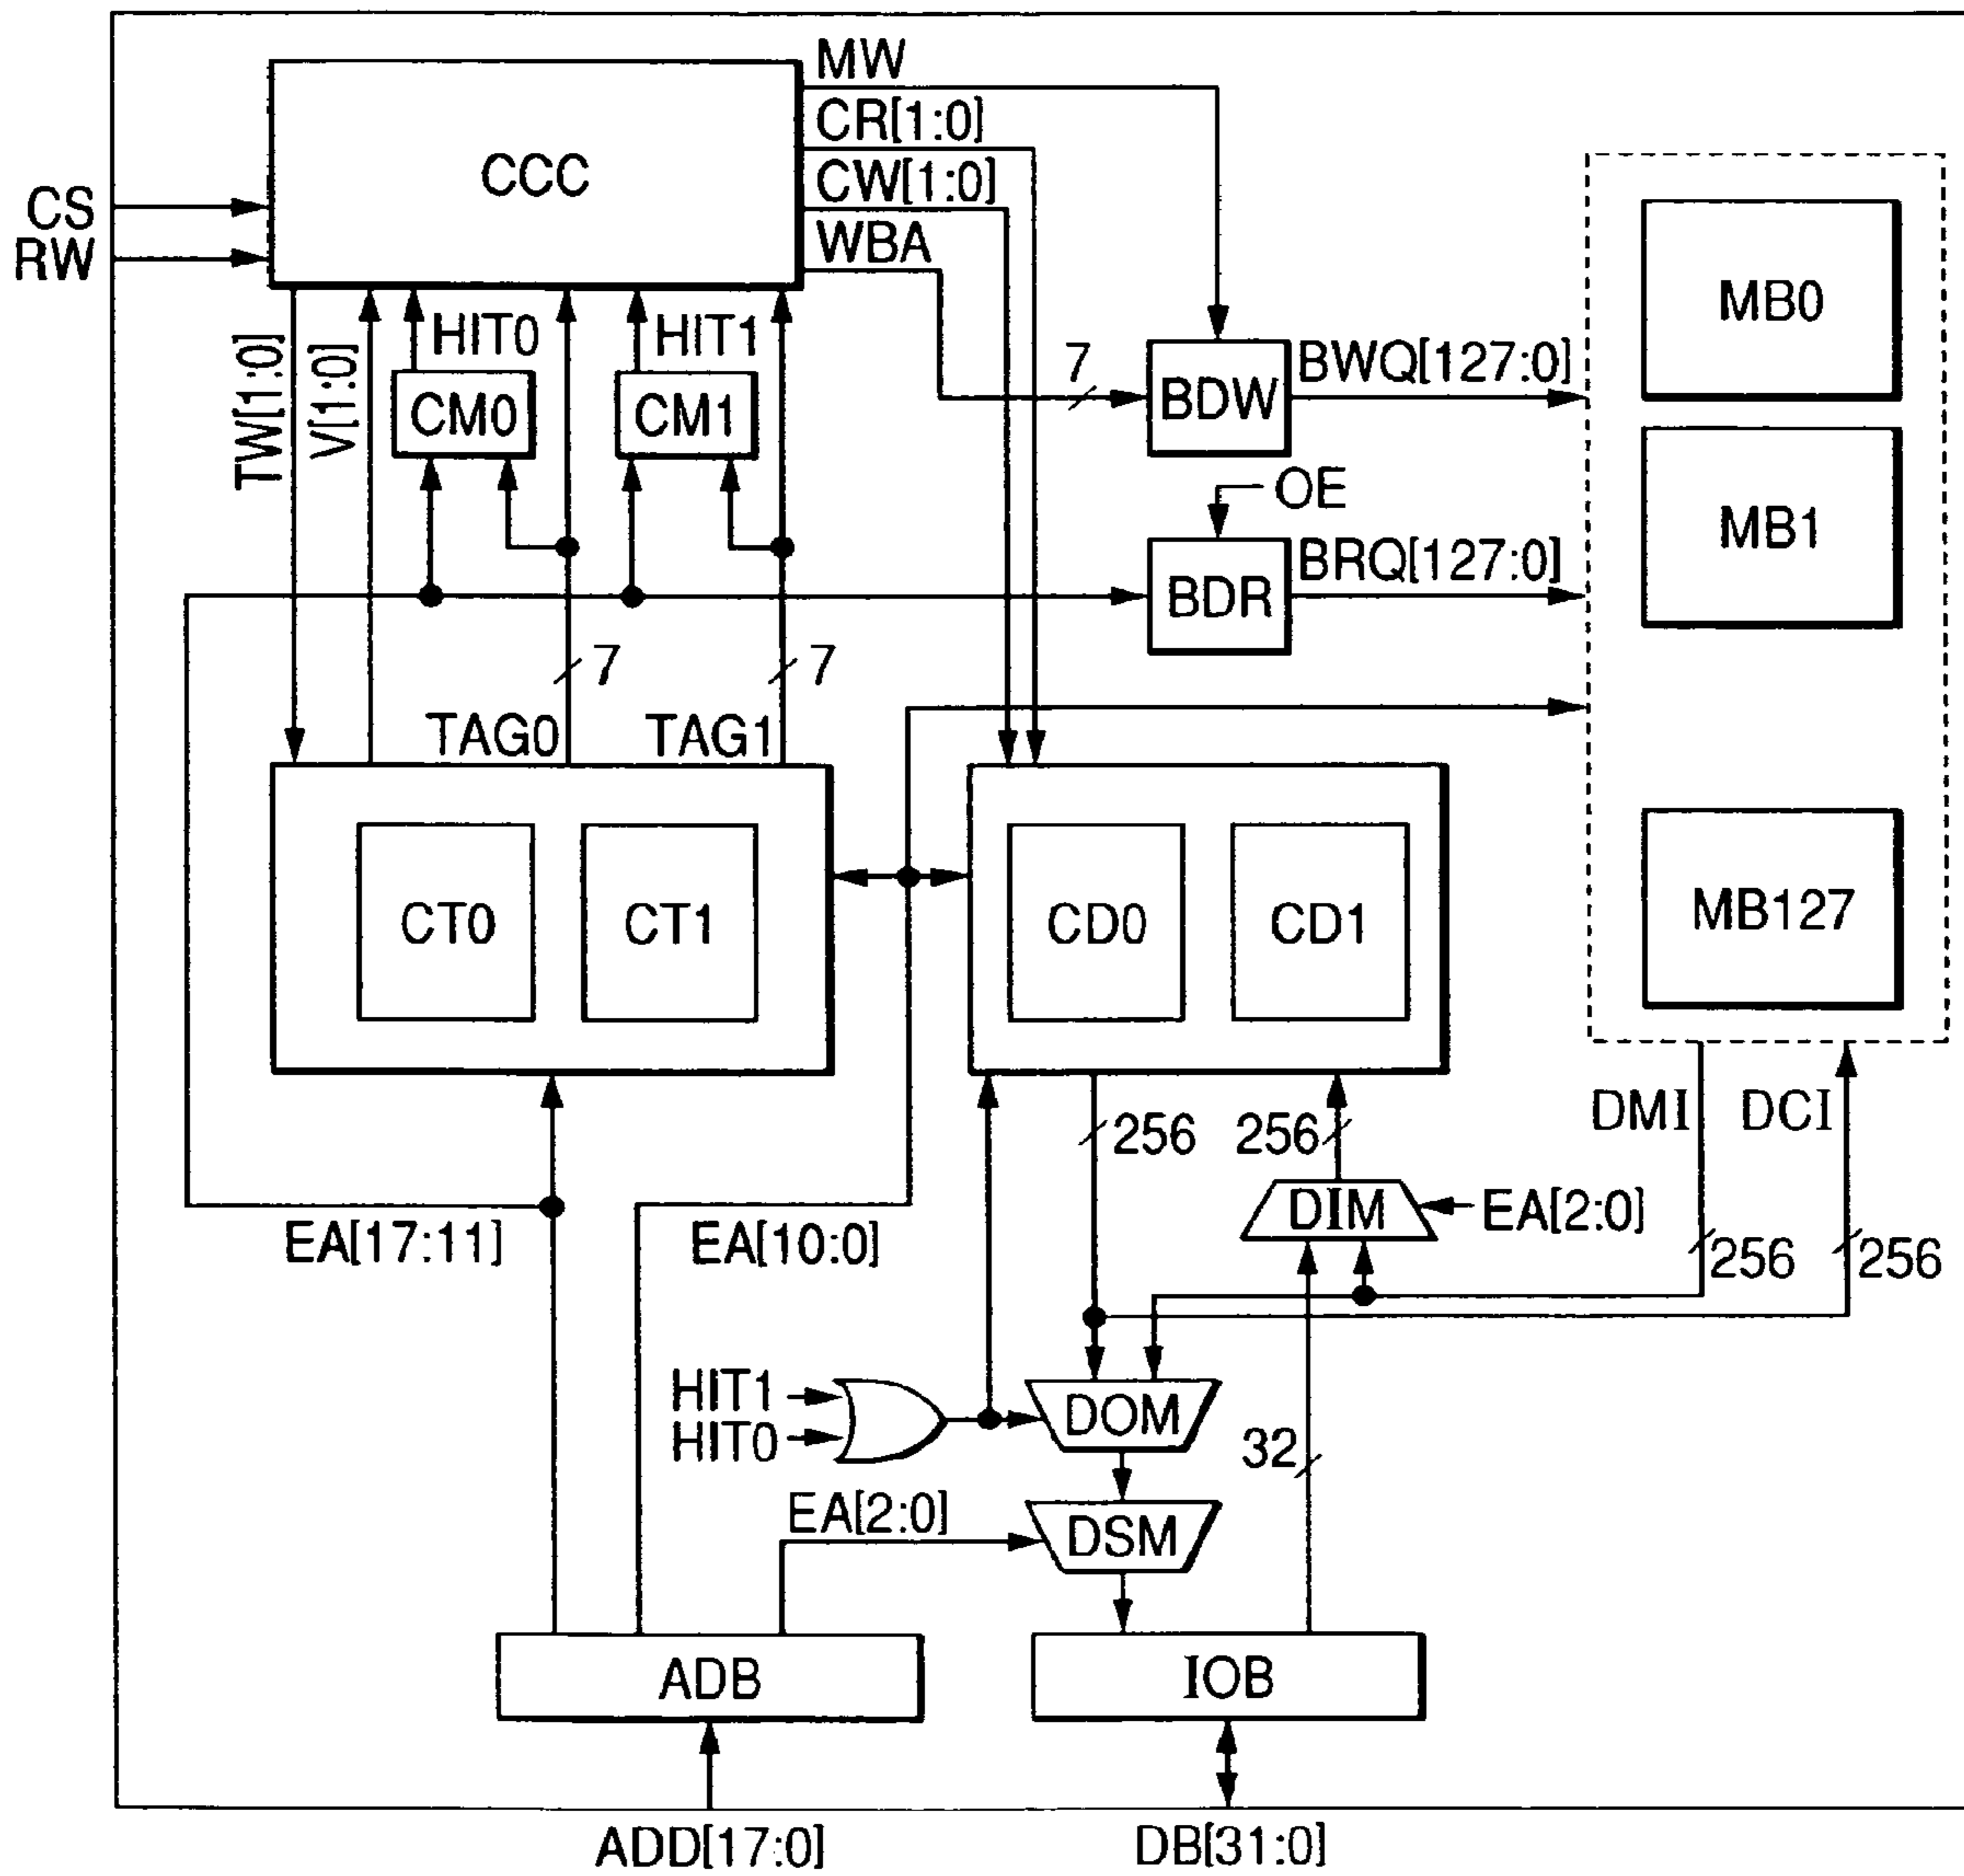 MW
CR[1:0]
CCC
CW[1:0]
CS
RW
WBA
MB0
HIT0
HIT1
TW[1:0]
V[1:0]
7
BWQ[127:0]
CM0
CM1
BDW
OE
MB1
BRQ[127:0]
BDR
7
7
TAG0
TAG1
CT0
CT1
CD0
CD1
MB127
DMI
DCI
256
256
DIM
EA[2:0]
EA[17:11]
EA[10:0]
256
256
HIT1
HIT0
DOM
32
EA[2:0]
DSM
ADB
IOB
ADD[17:0]
DB[31:0]